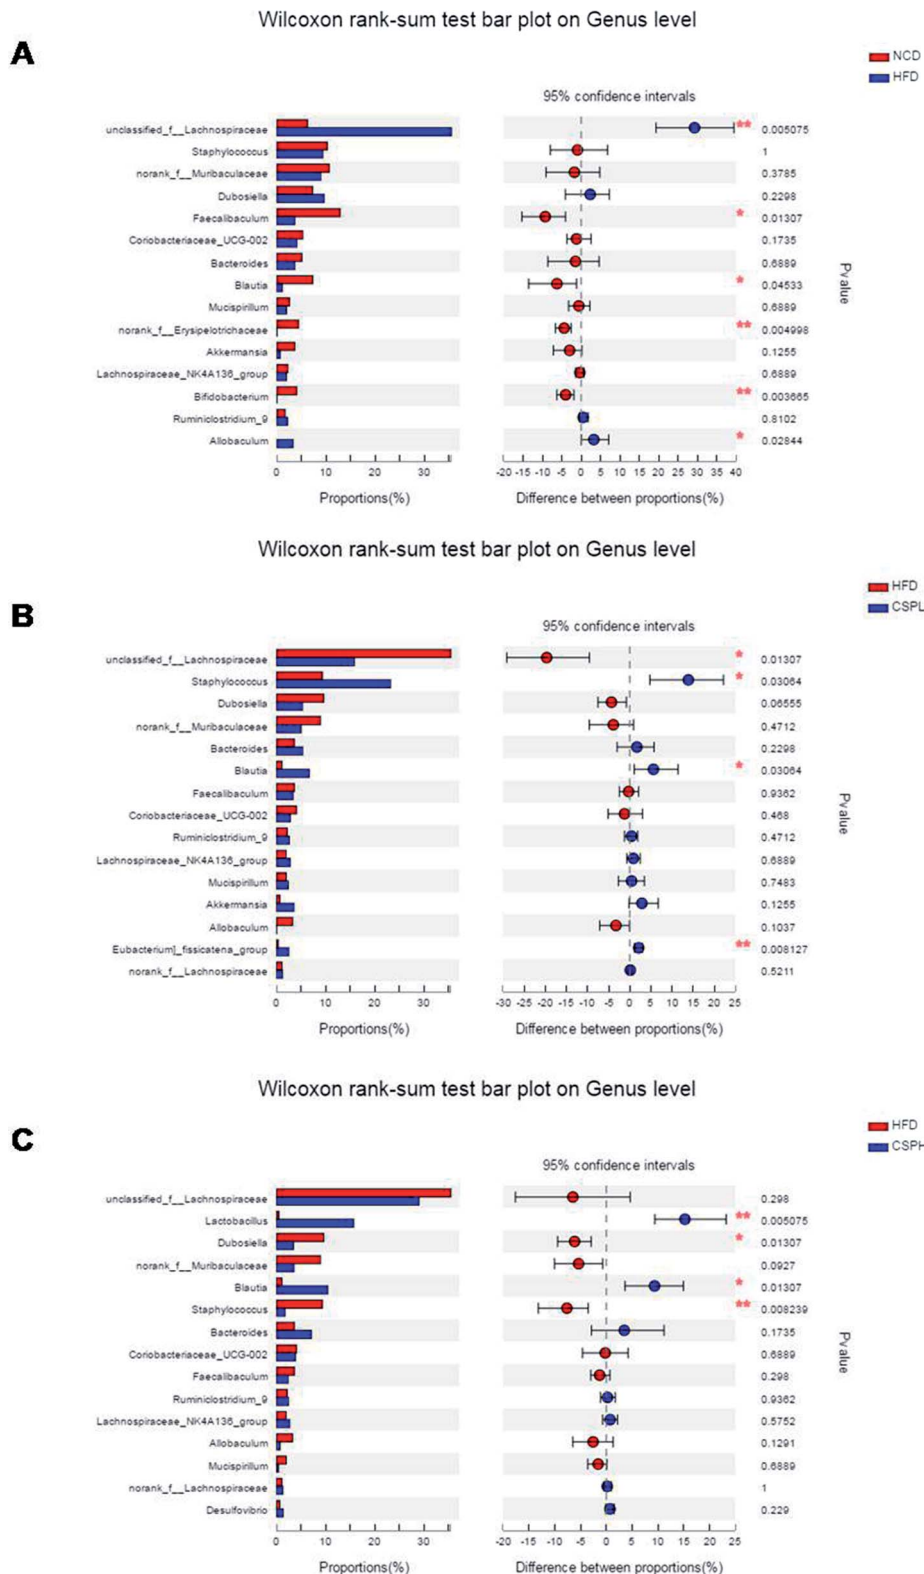 Wilcoxon rank-sum test bar plot on Genus level
A
NCD
HFD
95% confidence intervals
unclassified_f__Lachnospiraceae ** 0.005075
Staphylococcus 1
norank_f__Muribaculaceae 0.3785
Dubosiella 0.2298
Faecalibaculum * 0.01307
Coriobacteriaceae_UCG-002 0.1735
Bacteroides 0.6889
Blautia * 0.04533
Mucispirillum 0.6889
norank_f__Erysipelotrichaceae ** 0.004998
Akkermansia 0.1255
Lachnospiraceae_NK4A136_group 0.6889
Bifidobacterium ** 0.003665
Ruminiclostridium_9 0.8102
Allobaculum * 0.02844
Pvalue
0 10 20 30 -20 -15 -10 -5 0 5 10 15 20 25 30 35 40
Proportions(%) Difference between proportions(%)
Wilcoxon rank-sum test bar plot on Genus level
B
HFD
CSPL
95% confidence intervals
unclassified_f__Lachnospiraceae * 0.01307
Staphylococcus * 0.03064
Dubosiella 0.06555
norank_f__Muribaculaceae 0.4712
Bacteroides 0.2298
Blautia * 0.03064
Faecalibaculum 0.9362
Coriobacteriaceae_UCG-002 0.468
Ruminiclostridium_9 0.4712
Lachnospiraceae_NK4A136_group 0.6889
Mucispirillum 0.7483
Akkermansia 0.1255
Allobaculum 0.1037
Eubacterium]_fissicatena_group ** 0.008127
norank_f__Lachnospiraceae 0.5211
Pvalue
0 10 20 30 -30 -25 -20 -15 -10 -5 0 5 10 15 20 25
Proportions(%) Difference between proportions(%)
Wilcoxon rank-sum test bar plot on Genus level
C
HFD
CSPH
95% confidence intervals
unclassified_f__Lachnospiraceae 0.298
Lactobacillus ** 0.005075
Dubosiella * 0.01307
norank_f__Muribaculaceae 0.0927
Blautia * 0.01307
Staphylococcus ** 0.008239
Bacteroides 0.1735
Coriobacteriaceae_UCG-002 0.6889
Faecalibaculum 0.298
Ruminiclostridium_9 0.9362
Lachnospiraceae_NK4A136_group 0.5752
Allobaculum 0.1291
Mucispirillum 0.6889
norank_f__Lachnospiraceae 1
Desulfovibrio 0.229
Pvalue
0 10 20 30 -20 -15 -10 -5 0 5 10 15 20 25
Proportions(%) Difference between proportions(%)